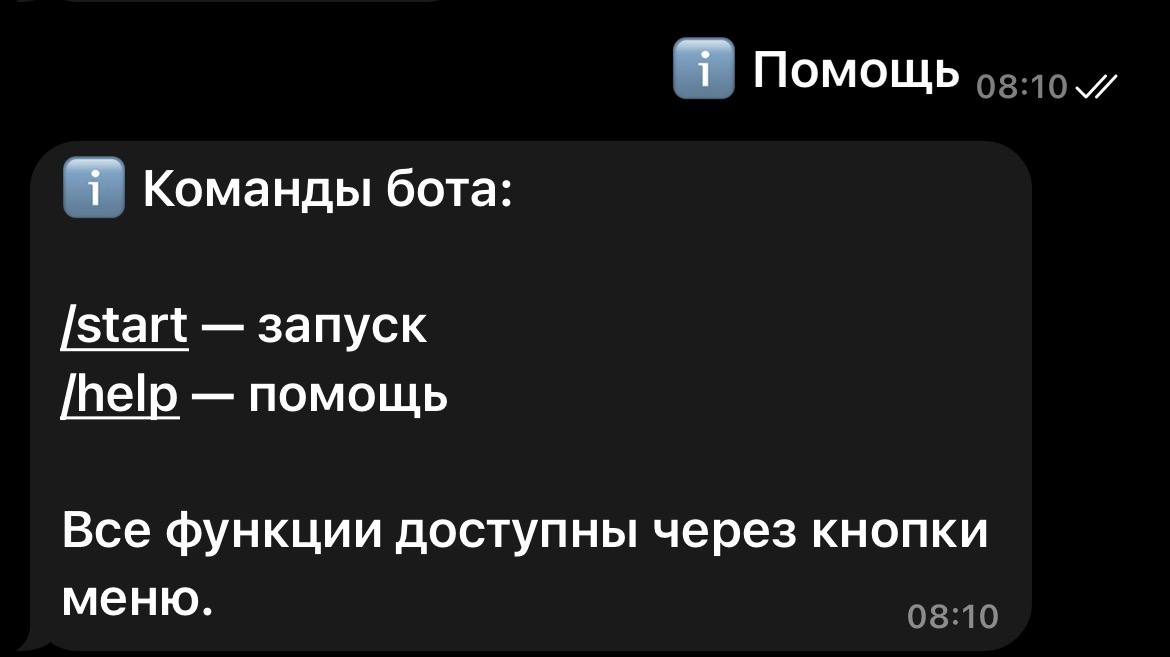 ℹ️ Помощь 08:10
ℹ️ Команды бота:
/start — запуск
/help — помощь
Все функции доступны через кнопки
меню.
08:10